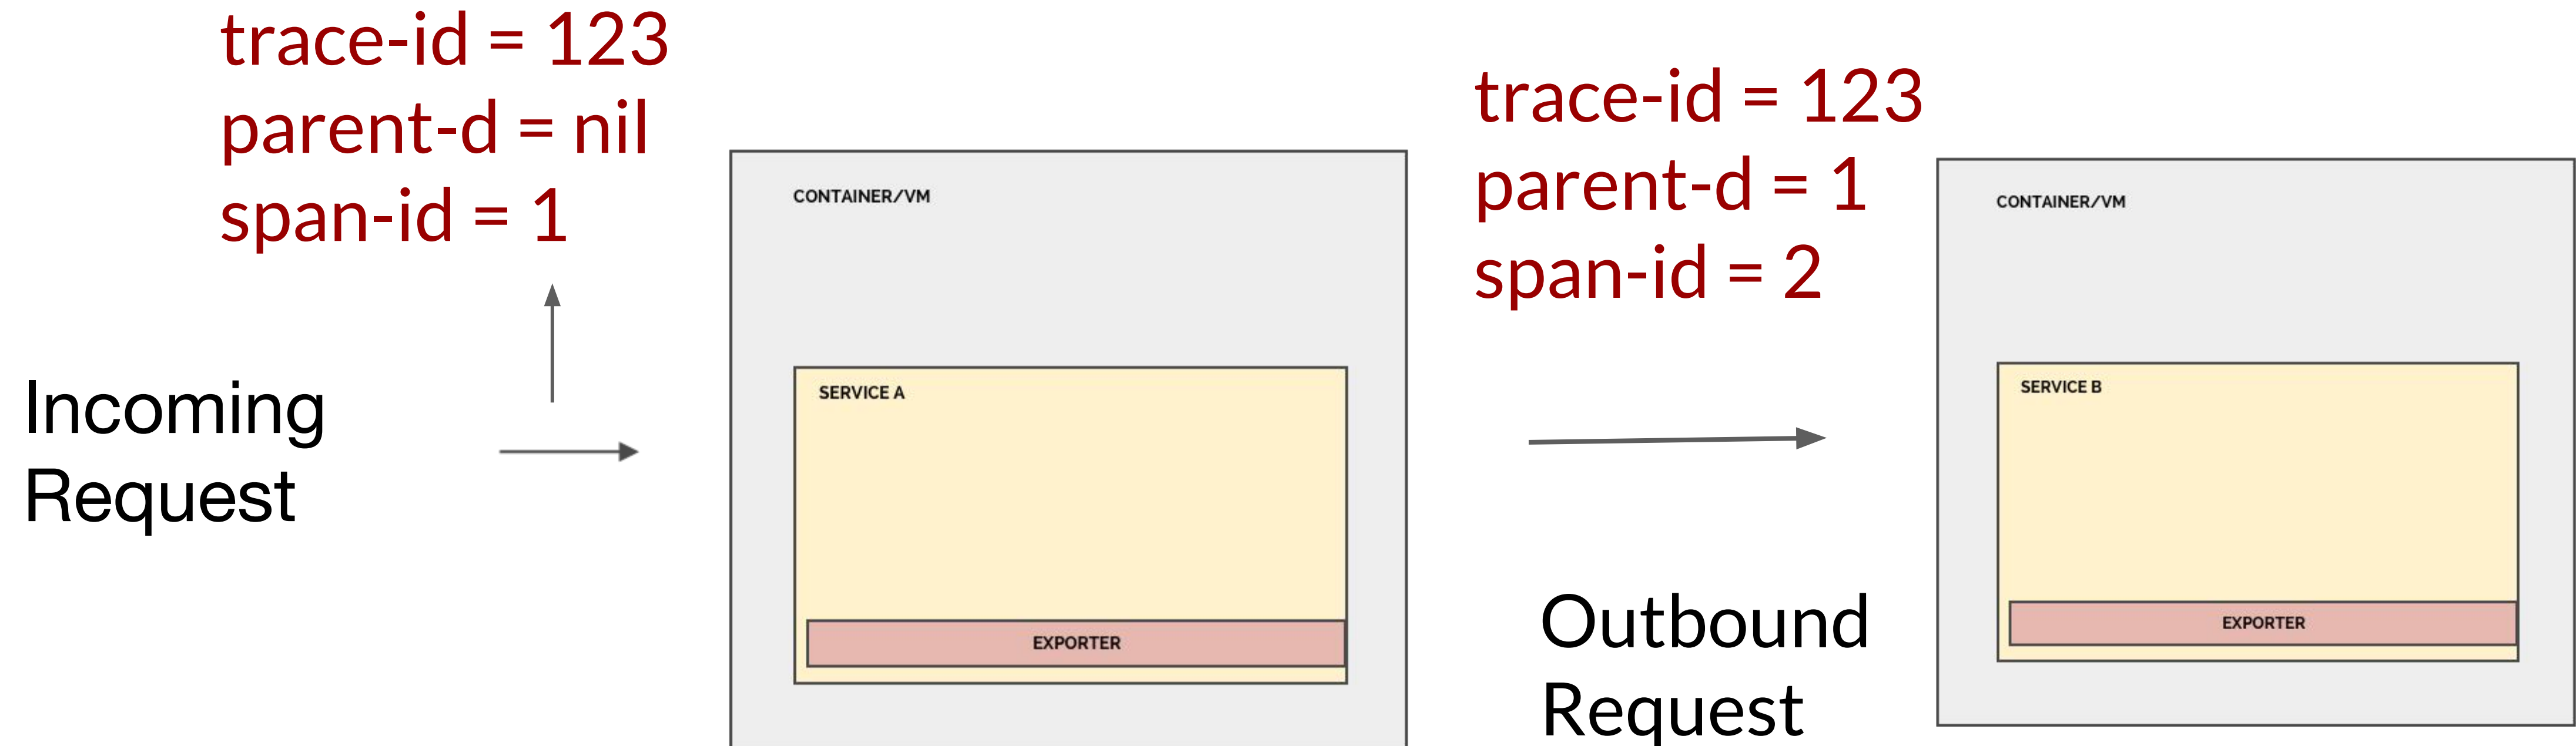 trace-id = 123
parent-d = nil
span-id = 1
Incoming
Request
CONTAINER/VM
SERVICE A
EXPORTER
trace-id = 123
parent-d = 1
span-id = 2
Outbound
Request
CONTAINER/VM
SERVICE B
EXPORTER